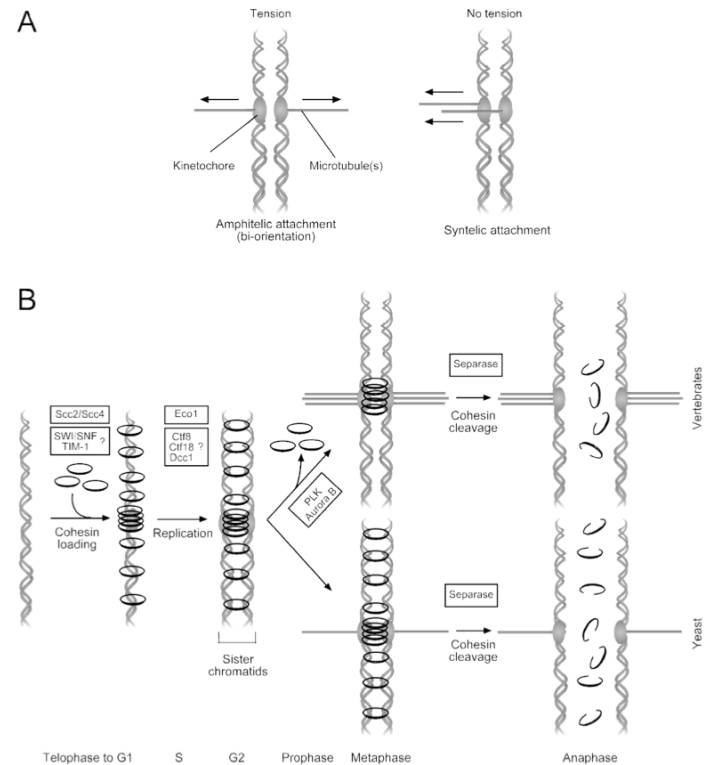 A
Tension
No tension
Kinetochore
Microtubule(s)
Amphitelic attachment
(bi-orientation)
Syntelic attachment
B
Separase
Cohesin
cleavage
Vertebrates
Scc2/Scc4
SWI/SNF ?
TIM-1
Cohesin
loading
Eco1
Ctf8
Ctf18 ?
Dcc1
Replication
PLK
Aurora B
Sister
chromatids
Separase
Cohesin
cleavage
Yeast
Telophase to G1
S
G2
Prophase
Metaphase
Anaphase